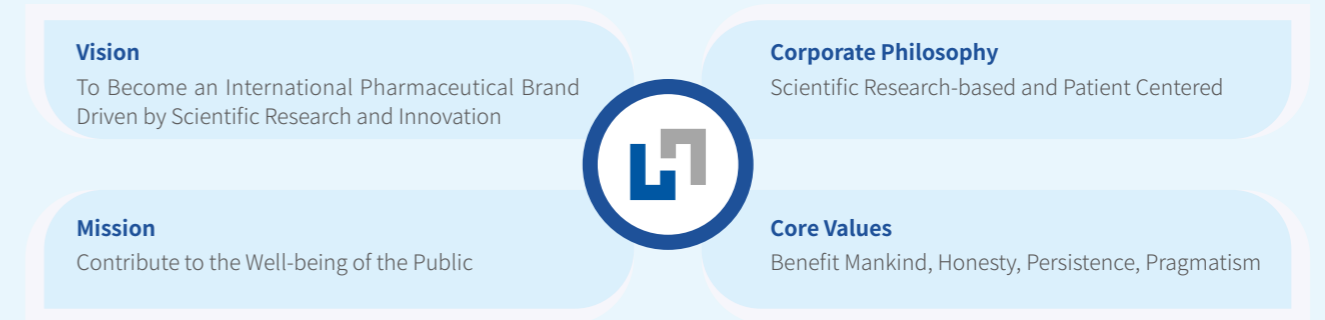 Vision
To Become an International Pharmaceutical Brand
Driven by Scientific Research and Innovation
Corporate Philosophy
Scientific Research-based and Patient Centered
Mission
Contribute to the Well-being of the Public
Core Values
Benefit Mankind, Honesty, Persistence, Pragmatism